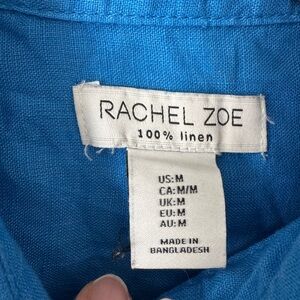 RACHEL ZOE
100% linen
US:M
CA:M/M
UK:M
EU:M
AU:M
MADE IN
BANGLADESH